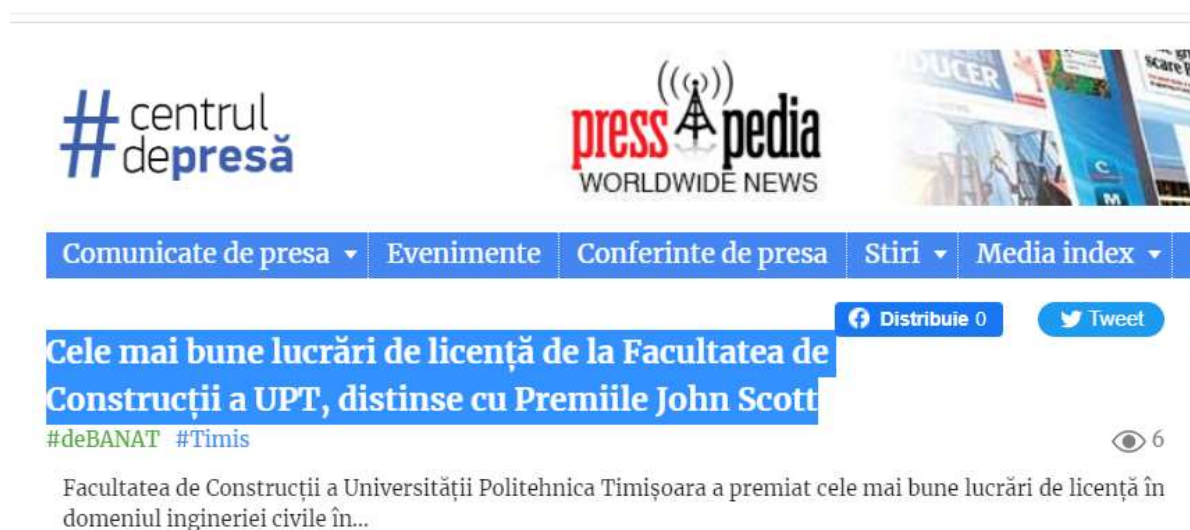 #centrul
depresă
press pedia
WORLDWIDE NEWS
Comunicate de presa Evenimente Conferinte de presa Stiri Media index
Distribuie 0 Tweet
Cele mai bune lucrări de licență de la Facultatea de
Construcții a UPT, distinse cu Premiile John Scott
#deBANAT #Timis
6
Facultatea de Construcții a Universității Politehnica Timișoara a premiat cele mai bune lucrări de licență în
domeniul ingineriei civile în...